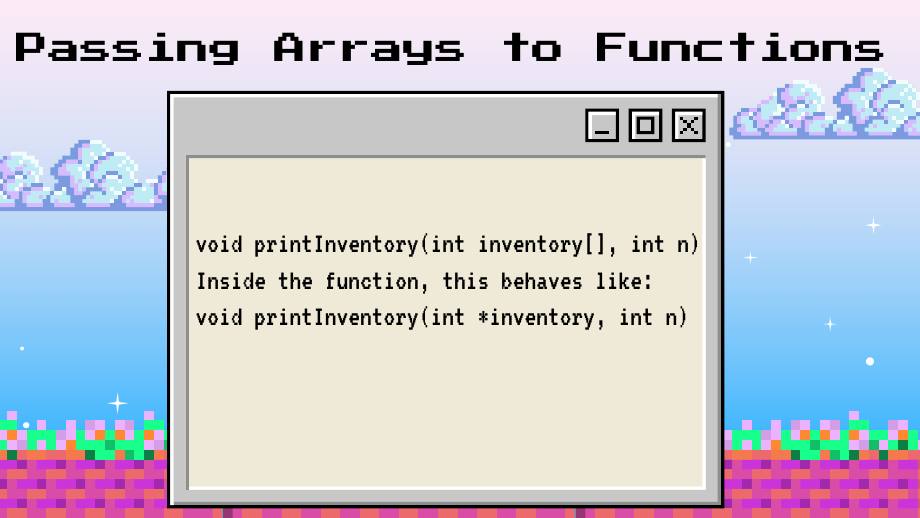 Passing Arrays to Functions
void printInventory(int inventory[], int n)
Inside the function, this behaves like:
void printInventory(int *inventory, int n)